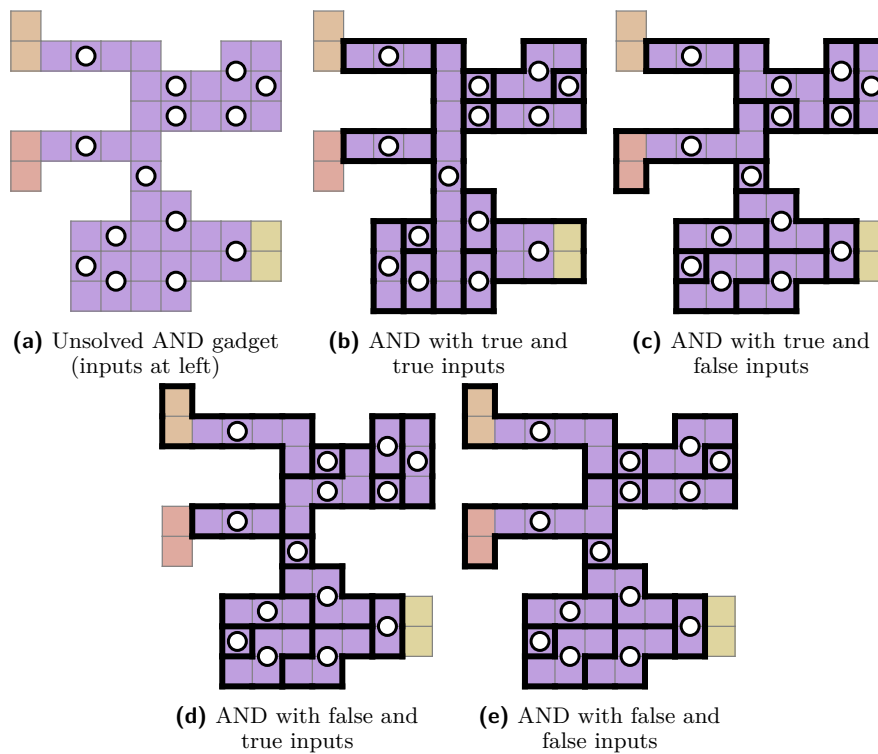 (a) Unsolved AND gadget
(inputs at left)
(b) AND with true and
true inputs
(c) AND with true and
false inputs
(d) AND with false and
true inputs
(e) AND with false and
false inputs